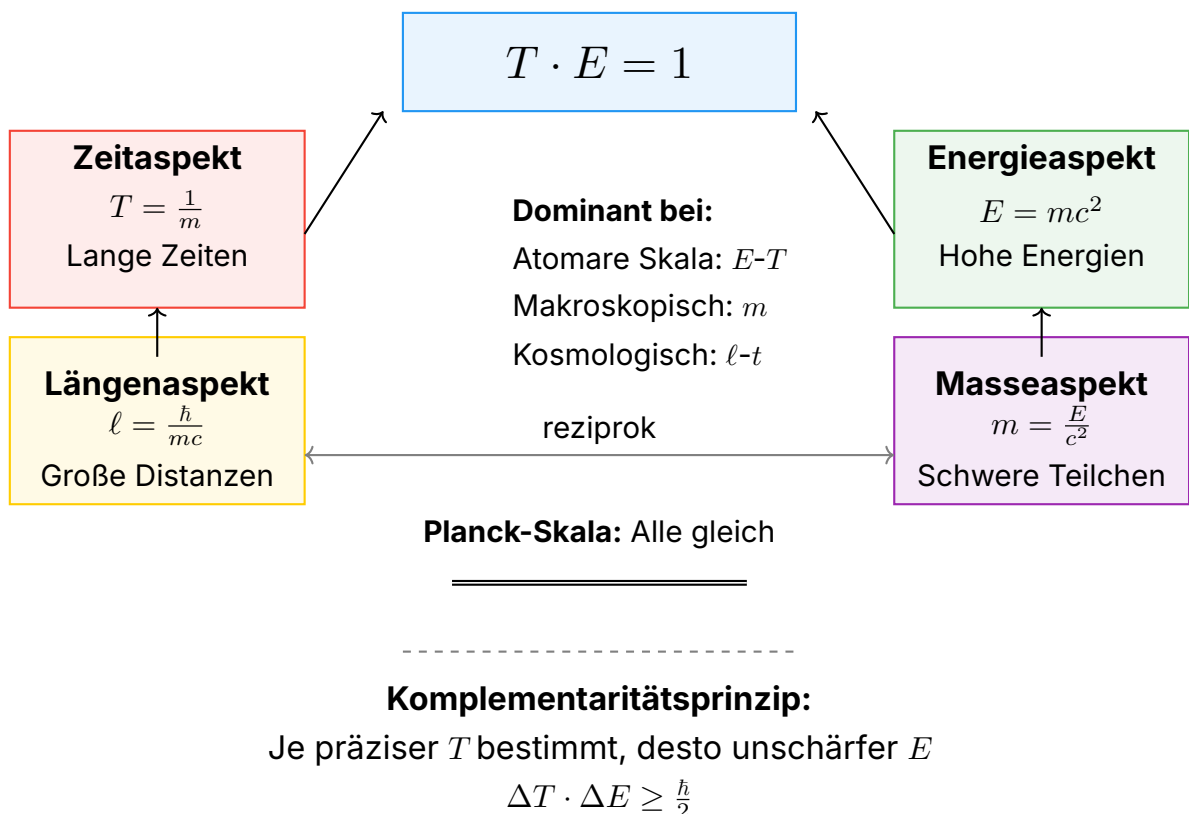 T · E = 1
Zeitaspekt
T = 1/m
Lange Zeiten
Energieaspekt
E = mc²
Hohe Energien
Dominant bei:
Atomare Skala: E-T
Makroskopisch: m
Kosmologisch: ℓ-t
Längenaspekt
ℓ = ħ/mc
Große Distanzen
reziprok
Masseaspekt
m = E/c²
Schwere Teilchen
Planck-Skala: Alle gleich
Komplementaritätsprinzip:
Je präziser T bestimmt, desto unschärfer E
ΔT · ΔE ≥ ħ/2